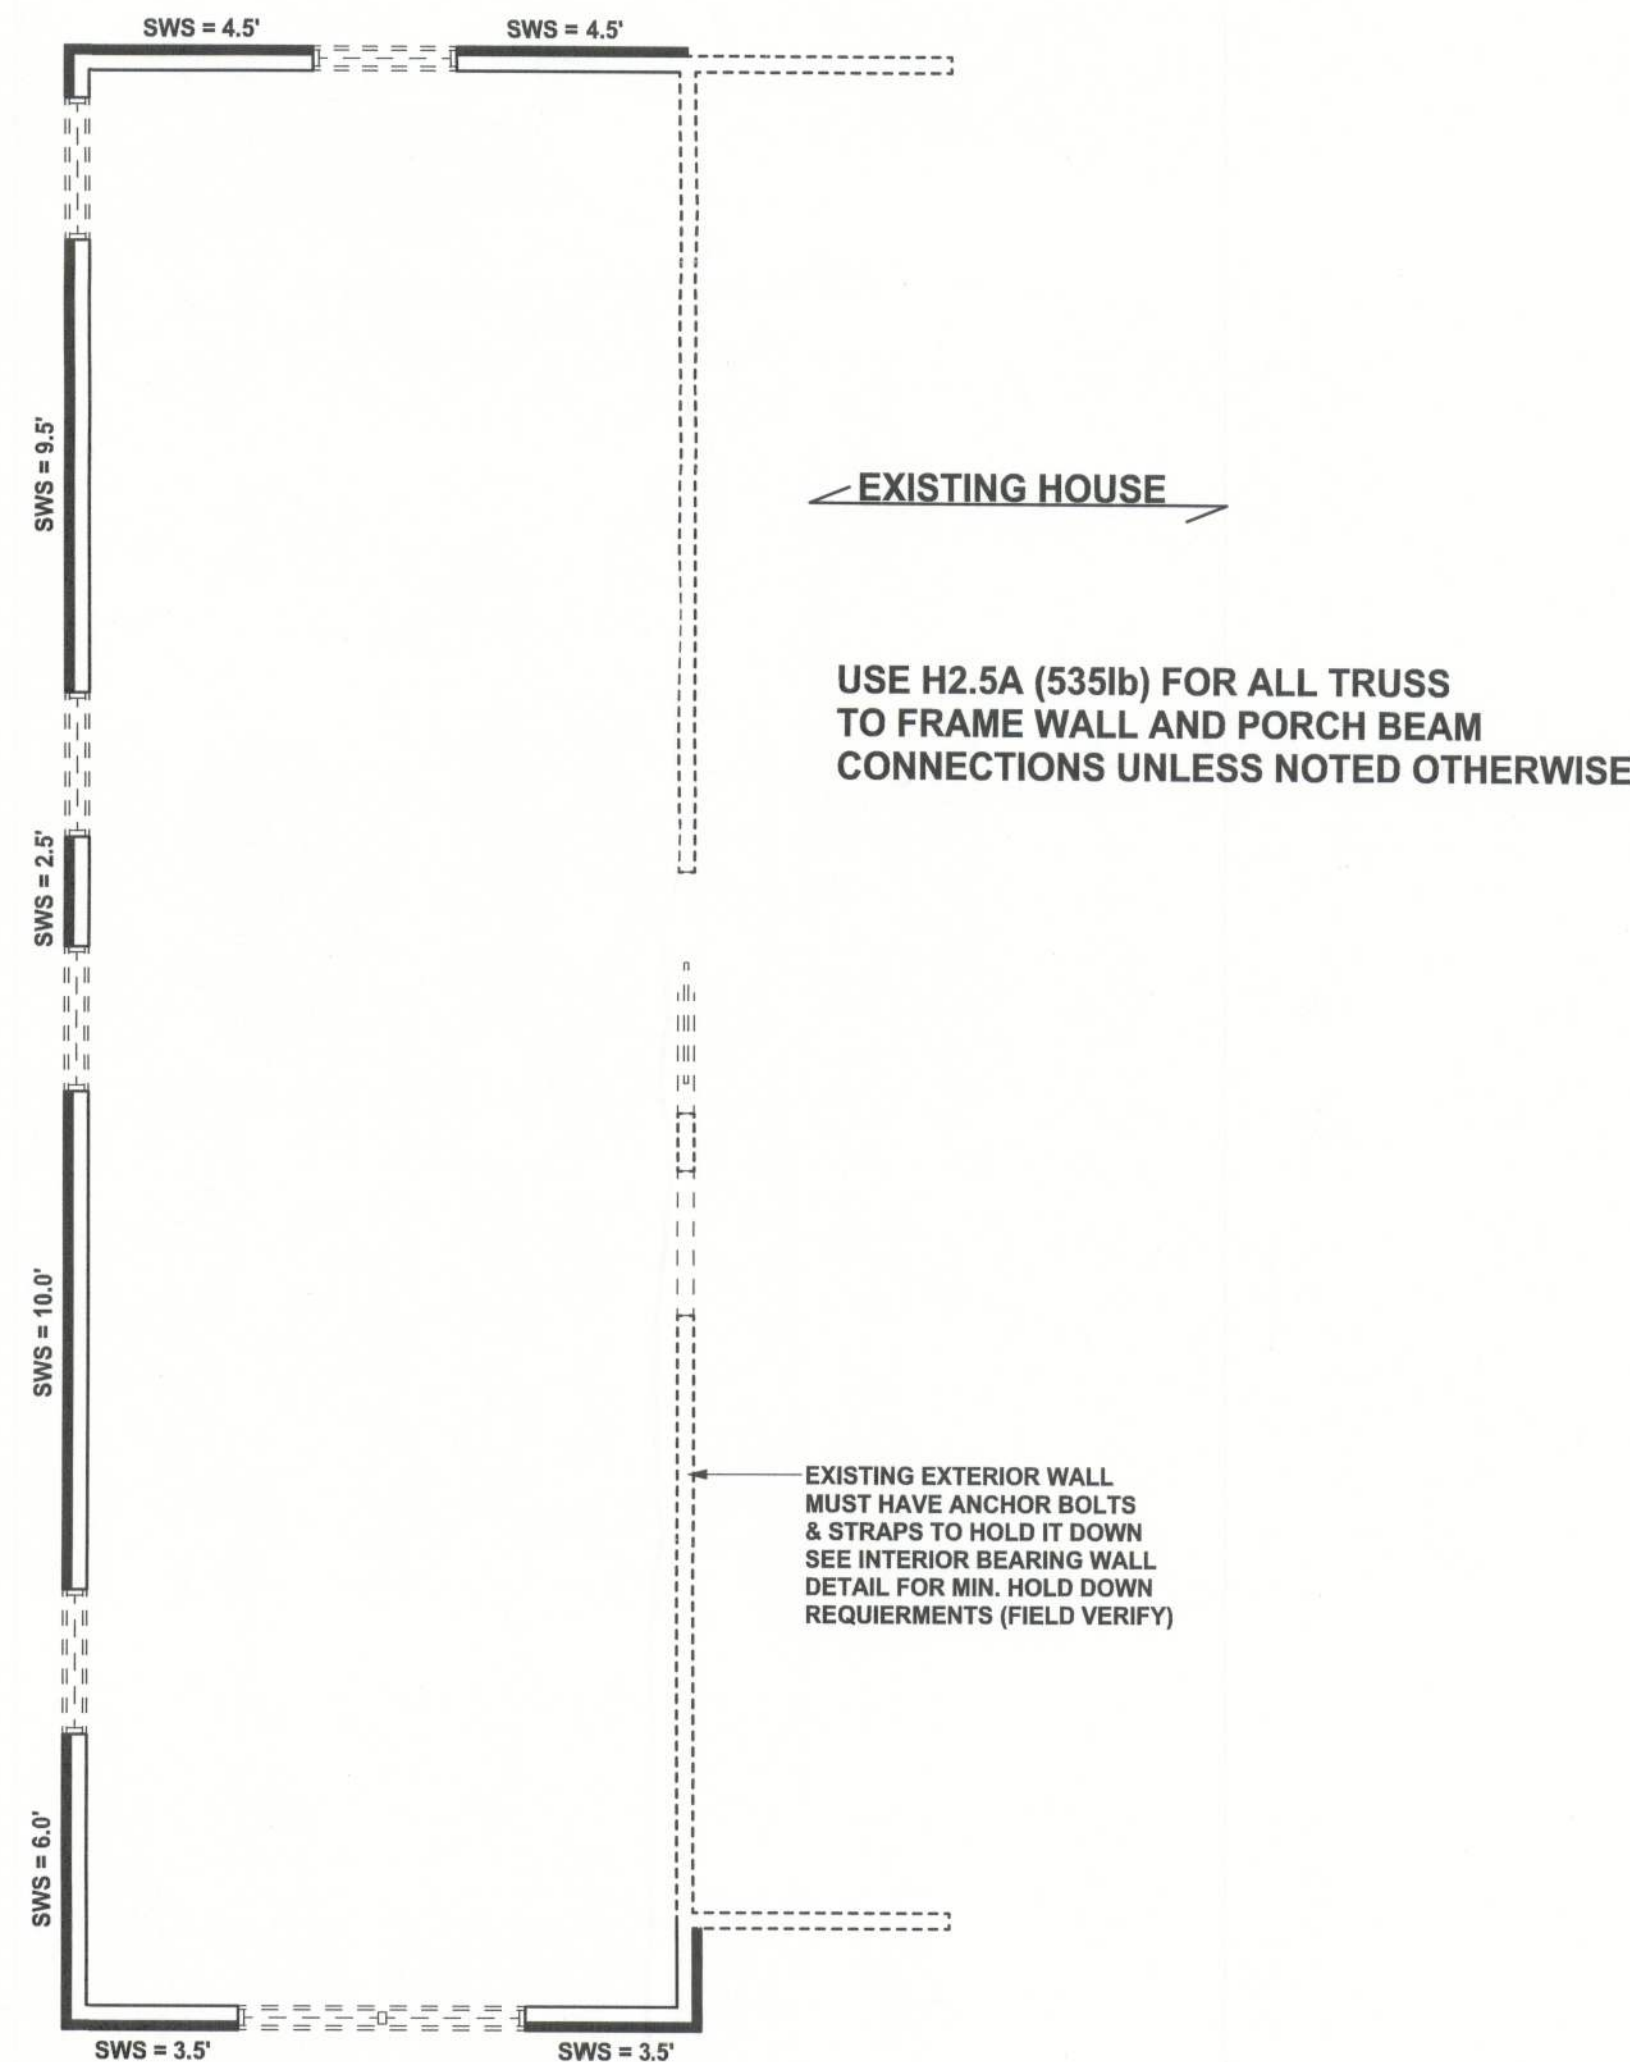 SWS = 4.5'
SWS = 4.5'
SWS = 9.5'
EXISTING HOUSE
USE H2.5A (535lb) FOR ALL TRUSS
TO FRAME WALL AND PORCH BEAM
CONNECTIONS UNLESS NOTED OTHERWISE
SWS = 2.5'
SWS = 10.0'
EXISTING EXTERIOR WALL
MUST HAVE ANCHOR BOLTS
& STRAPS TO HOLD IT DOWN
SEE INTERIOR BEARING WALL
DETAIL FOR MIN. HOLD DOWN
REQUIERMENTS (FIELD VERIFY)
SWS = 6.0'
SWS = 3.5'
SWS = 3.5'